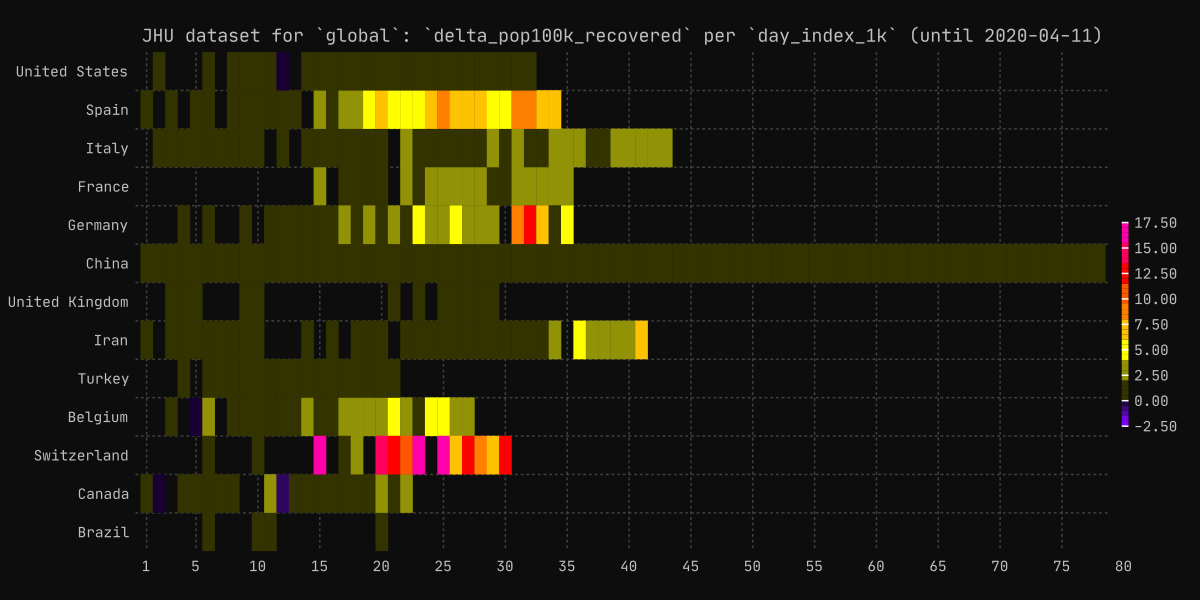 JHU dataset for `global`: `delta_pop100k_recovered` per `day_index_1k` (until 2020-04-11)
United States
Spain
Italy
France
Germany
China
United Kingdom
Iran
Turkey
Belgium
Switzerland
Canada
Brazil
17.50
15.00
12.50
10.00
7.50
5.00
2.50
0.00
−2.50
1 5 10 15 20 25 30 35 40 45 50 55 60 65 70 75 80